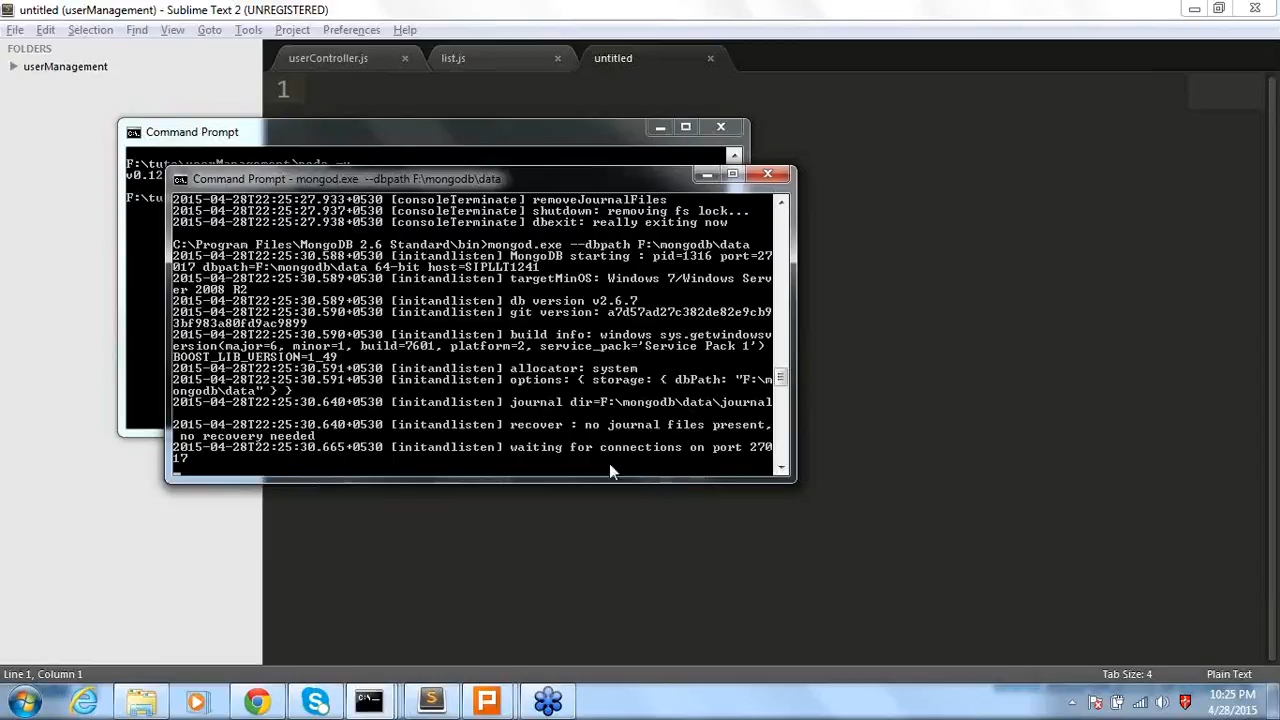 untitled (userManagement) - Sublime Text 2 (UNREGISTERED)
File Edit Selection Find View Goto Tools Project Preferences Help
FOLDERS
userManagement
userController.js
list.js
untitled
1
Command Prompt
F:\tuts\userManagement>node -v
v0.12
F:\tu
Command Prompt - mongod.exe --dbpath F:\mongodb\data
2015-04-28T22:25:27.933+0530 [consoleTerminate] removeJournalFiles
2015-04-28T22:25:27.937+0530 [consoleTerminate] shutdown: removing fs lock...
2015-04-28T22:25:27.938+0530 [consoleTerminate] dbexit: really exiting now
C:\Program Files\MongoDB 2.6 Standard\bin>mongod.exe --dbpath F:\mongodb\data
2015-04-28T22:25:30.588+0530 [initandlisten] MongoDB starting : pid=1316 port=27
017 dbpath=F:\mongodb\data 64-bit host=SIPLLT1241
2015-04-28T22:25:30.589+0530 [initandlisten] targetMinOS: Windows 7/Windows Serv
er 2008 R2
2015-04-28T22:25:30.589+0530 [initandlisten] db version v2.6.7
2015-04-28T22:25:30.590+0530 [initandlisten] git version: a7d57ad27c382de82e9cb9
3bf983a80fd9ac9899
2015-04-28T22:25:30.590+0530 [initandlisten] build info: windows sys.getwindowsv
ersion(major=6, minor=1, build=7601, platform=2, service_pack='Service Pack 1')
BOOST_LIB_VERSION=1_49
2015-04-28T22:25:30.591+0530 [initandlisten] allocator: system
2015-04-28T22:25:30.591+0530 [initandlisten] options: { storage: { dbPath: "F:\m
ongodb\data" } }
2015-04-28T22:25:30.640+0530 [initandlisten] journal dir=F:\mongodb\data\journal
2015-04-28T22:25:30.640+0530 [initandlisten] recover : no journal files present,
no recovery needed
2015-04-28T22:25:30.665+0530 [initandlisten] waiting for connections on port 270
17
Line 1, Column 1
Tab Size: 4
Plain Text
10:25 PM
4/28/2015